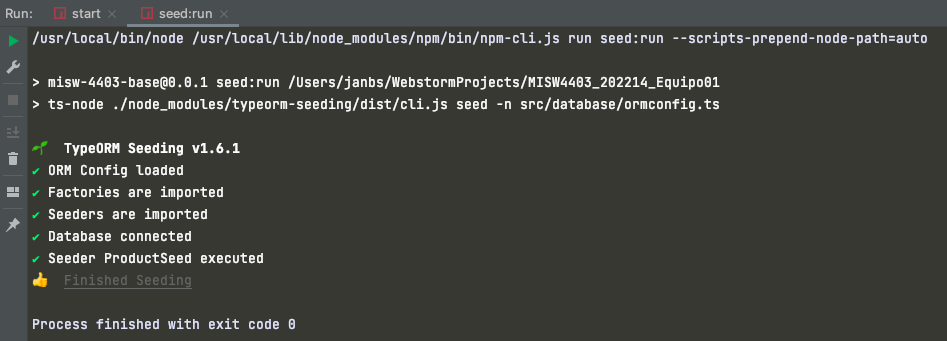 Run: start seed:run
/usr/local/bin/node /usr/local/lib/node_modules/npm/bin/npm-cli.js run seed:run --scripts-prepend-node-path=auto
> misw-4403-base@0.0.1 seed:run /Users/janbs/WebstormProjects/MISW4403_202214_Equipo01
> ts-node ./node_modules/typeorm-seeding/dist/cli.js seed -n src/database/ormconfig.ts
🌱 TypeORM Seeding v1.6.1
✔ ORM Config loaded
✔ Factories are imported
✔ Seeders are imported
✔ Database connected
✔ Seeder ProductSeed executed
👍 Finished Seeding
Process finished with exit code 0